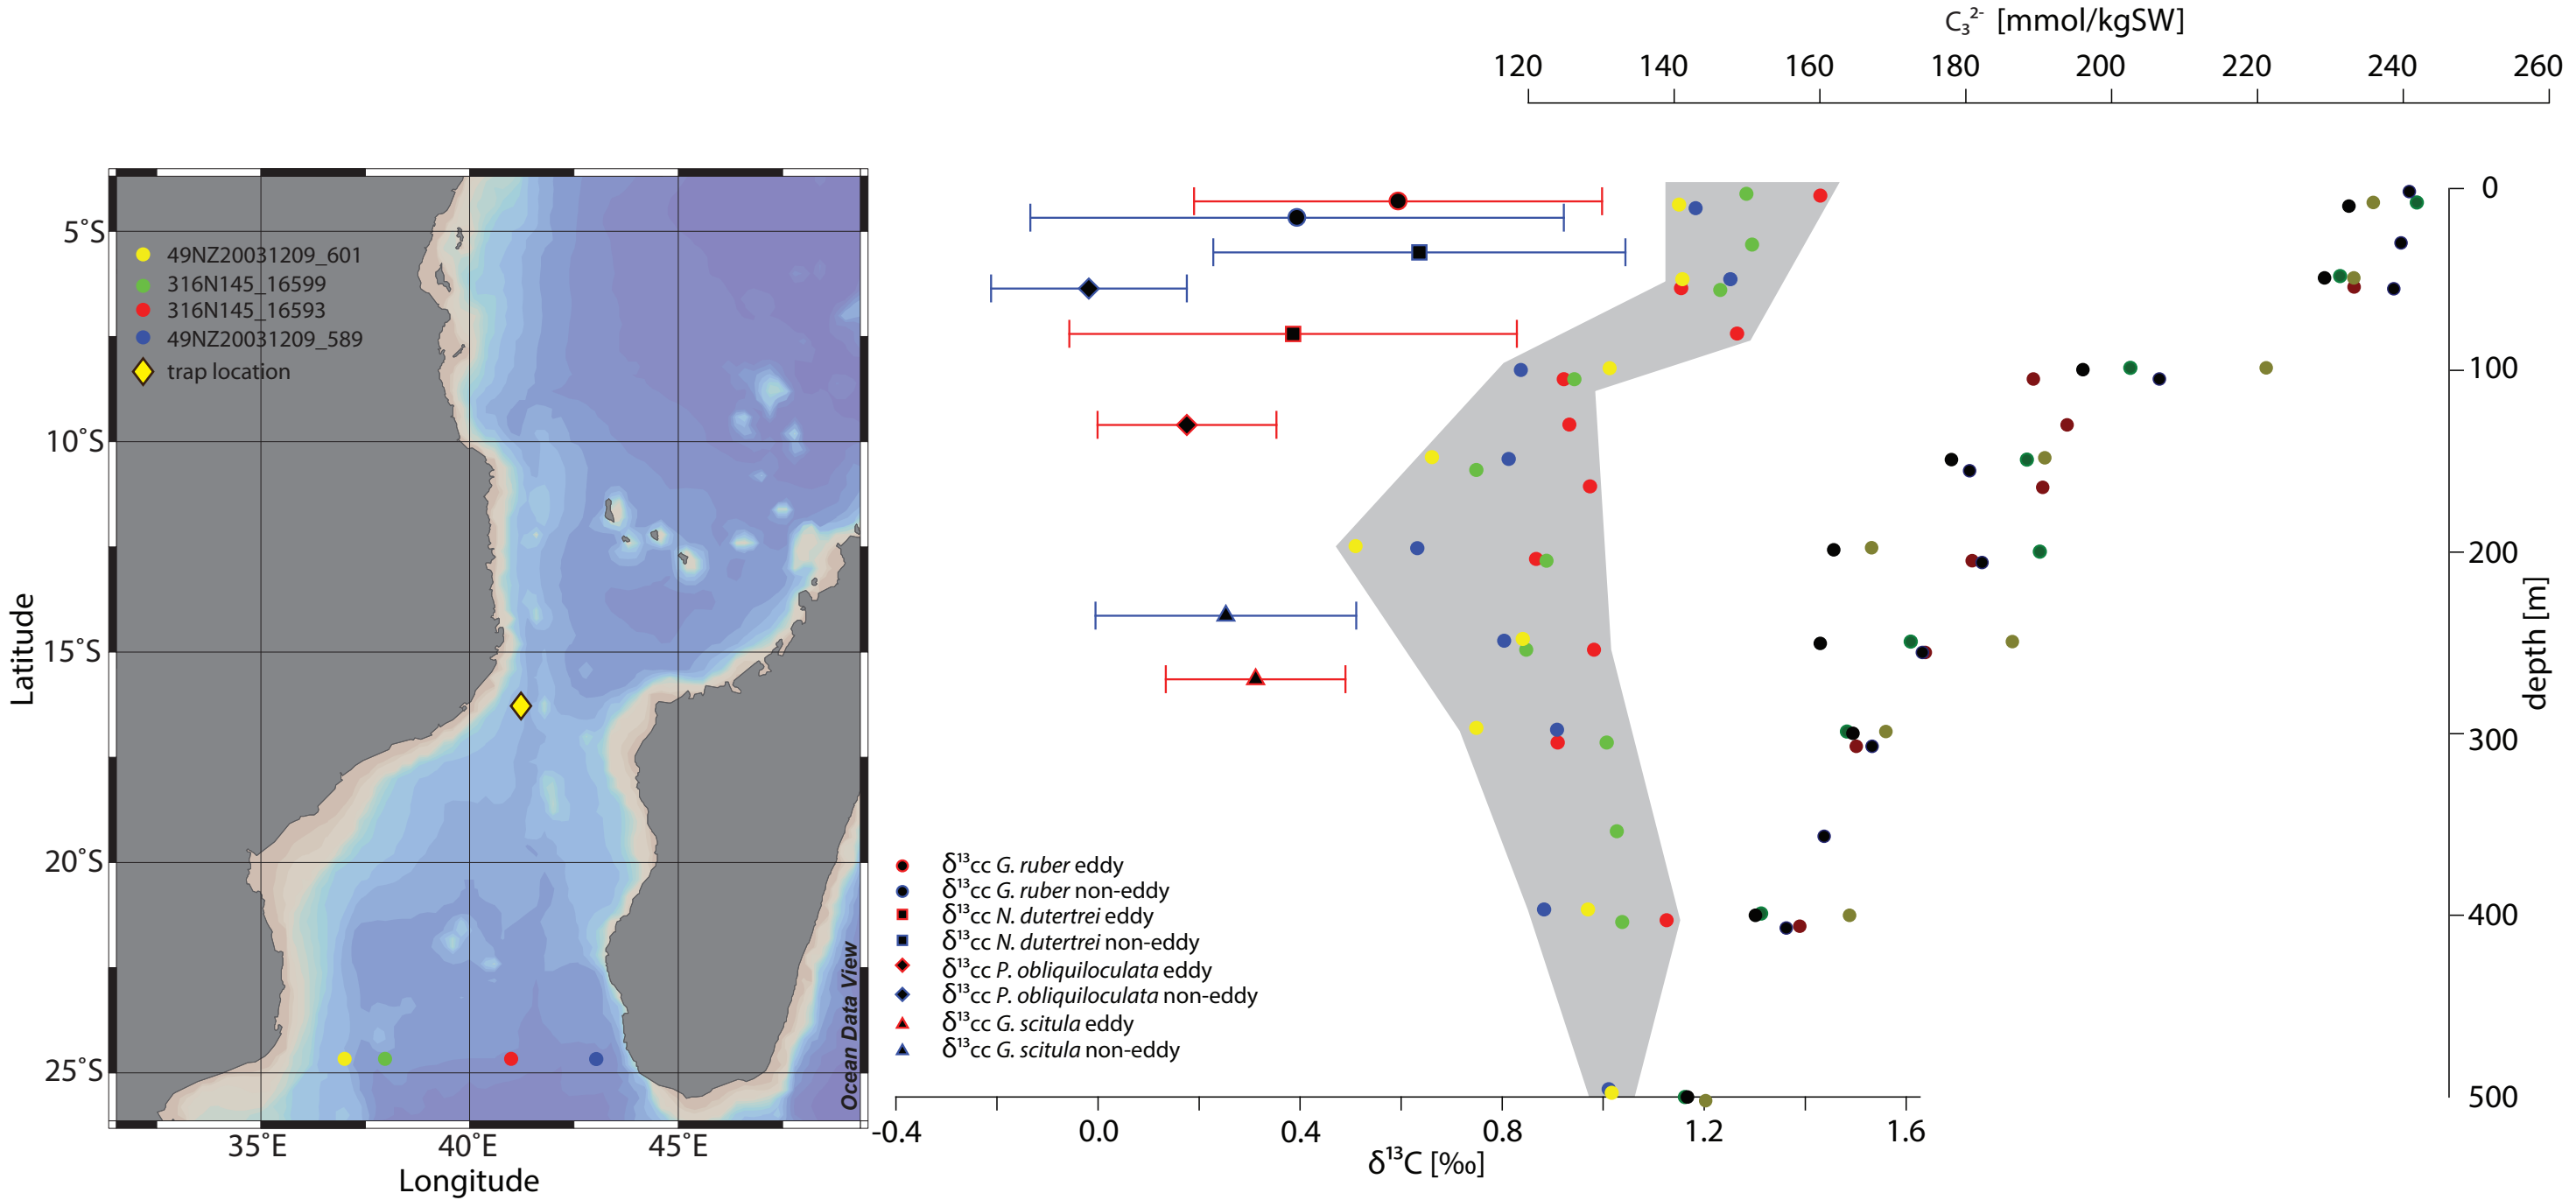 C₃²⁻ [mmol/kgSW]
120 140 160 180 200 220 240 260
5˚S
10˚S
15˚S
20˚S
25˚S
Latitude
49NZ20031209_601
316N145_16599
316N145_16593
49NZ20031209_589
trap location
Ocean Data View
35˚E 40˚E 45˚E
Longitude
δ¹³cc G. ruber eddy
δ¹³cc G. ruber non-eddy
δ¹³cc N. dutertrei eddy
δ¹³cc N. dutertrei non-eddy
δ¹³cc P. obliquiloculata eddy
δ¹³cc P. obliquiloculata non-eddy
δ¹³cc G. scitula eddy
δ¹³cc G. scitula non-eddy
-0.4 0.0 0.4 0.8 1.2 1.6
δ¹³C [‰]
0
100
200
300
400
500
depth [m]